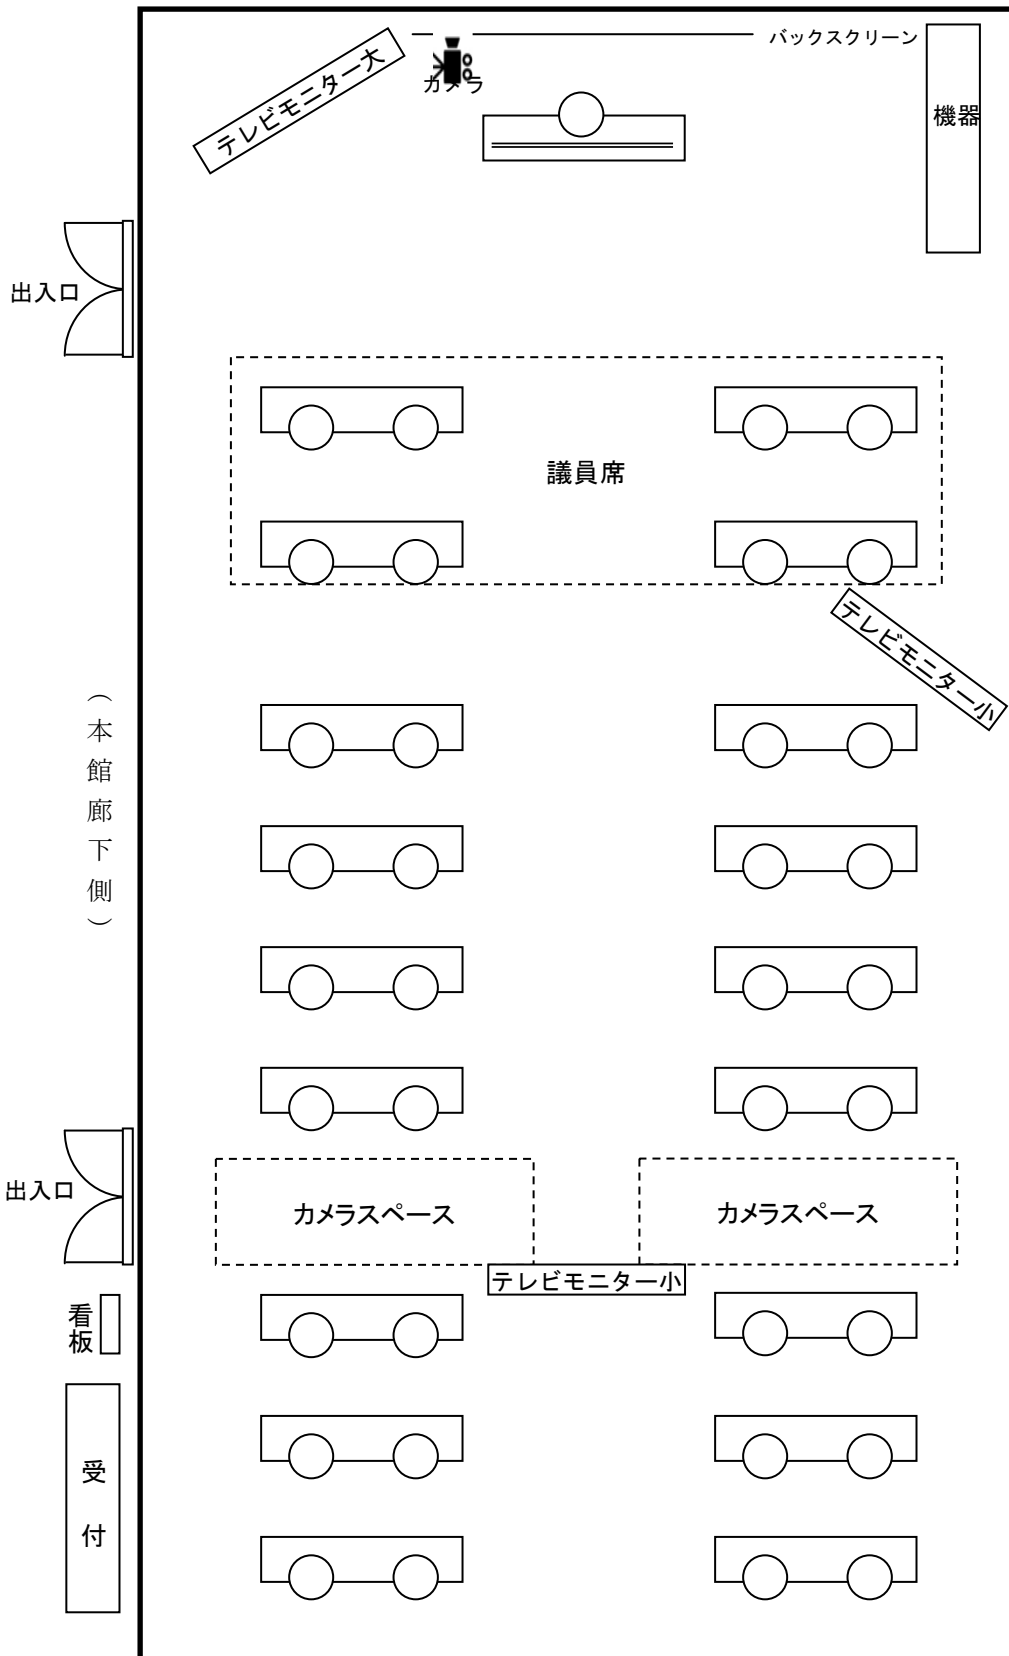 バックスクリーン
テレビモニター大
カメラ
機器
出入口
議員席
テレビモニター小
（本館廊下側）
出入口
カメラスペース
カメラスペース
テレビモニター小
看板
受付